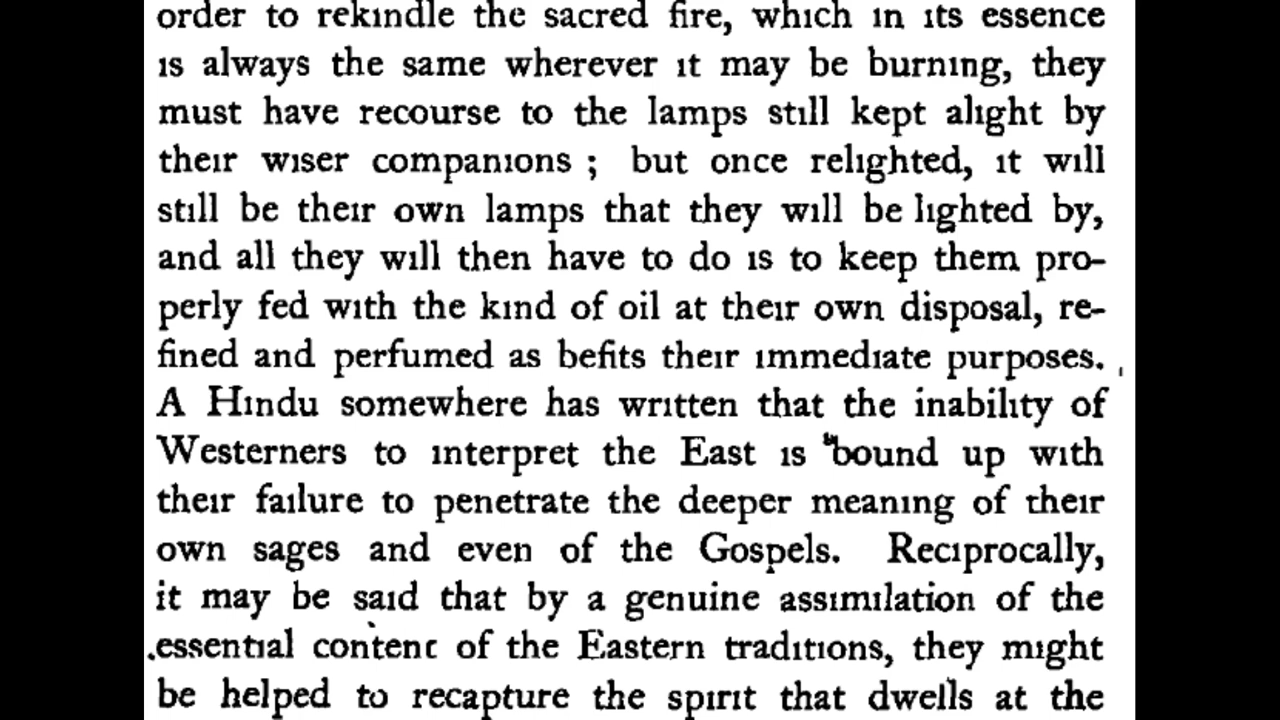 order to rekindle the sacred fire, which in its essence
is always the same wherever it may be burning, they
must have recourse to the lamps still kept alight by
their wiser companions ; but once relighted, it will
still be their own lamps that they will be lighted by,
and all they will then have to do is to keep them pro-
perly fed with the kind of oil at their own disposal, re-
fined and perfumed as befits their immediate purposes.
A Hindu somewhere has written that the inability of
Westerners to interpret the East is bound up with
their failure to penetrate the deeper meaning of their
own sages and even of the Gospels. Reciprocally,
it may be said that by a genuine assimilation of the
essential content of the Eastern traditions, they might
be helped to recapture the spirit that dwells at the